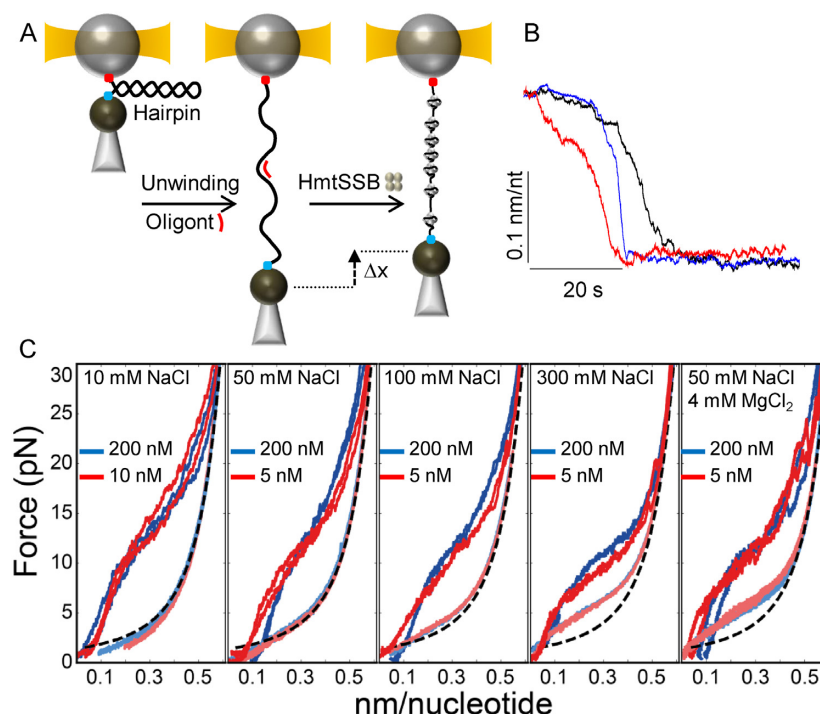 A
Hairpin
Unwinding
Oligont
HmtSSB
Δx
B
0.1 nm/nt
20 s
C
Force (pN)
30
25
20
15
10
5
0
10 mM NaCl
200 nM
10 nM
50 mM NaCl
200 nM
5 nM
100 mM NaCl
200 nM
5 nM
300 mM NaCl
200 nM
5 nM
50 mM NaCl
4 mM MgCl₂
200 nM
5 nM
0.1 0.3 0.5 0.1 0.3 0.5 0.1 0.3 0.5 0.1 0.3 0.5 0.1 0.3 0.5
nm/nucleotide